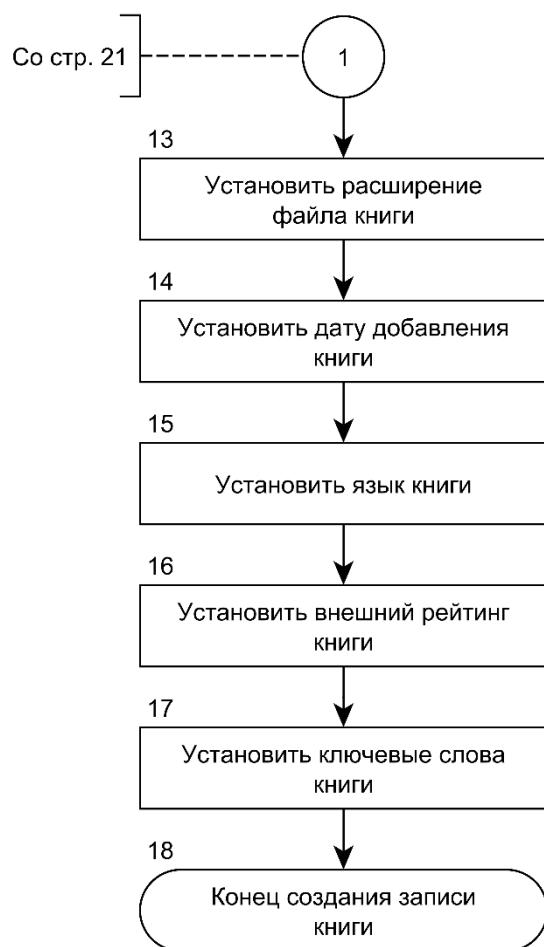 Со стр. 21
1
13
Установить расширение
файла книги
14
Установить дату добавления
книги
15
Установить язык книги
16
Установить внешний рейтинг
книги
17
Установить ключевые слова
книги
18
Конец создания записи
книги